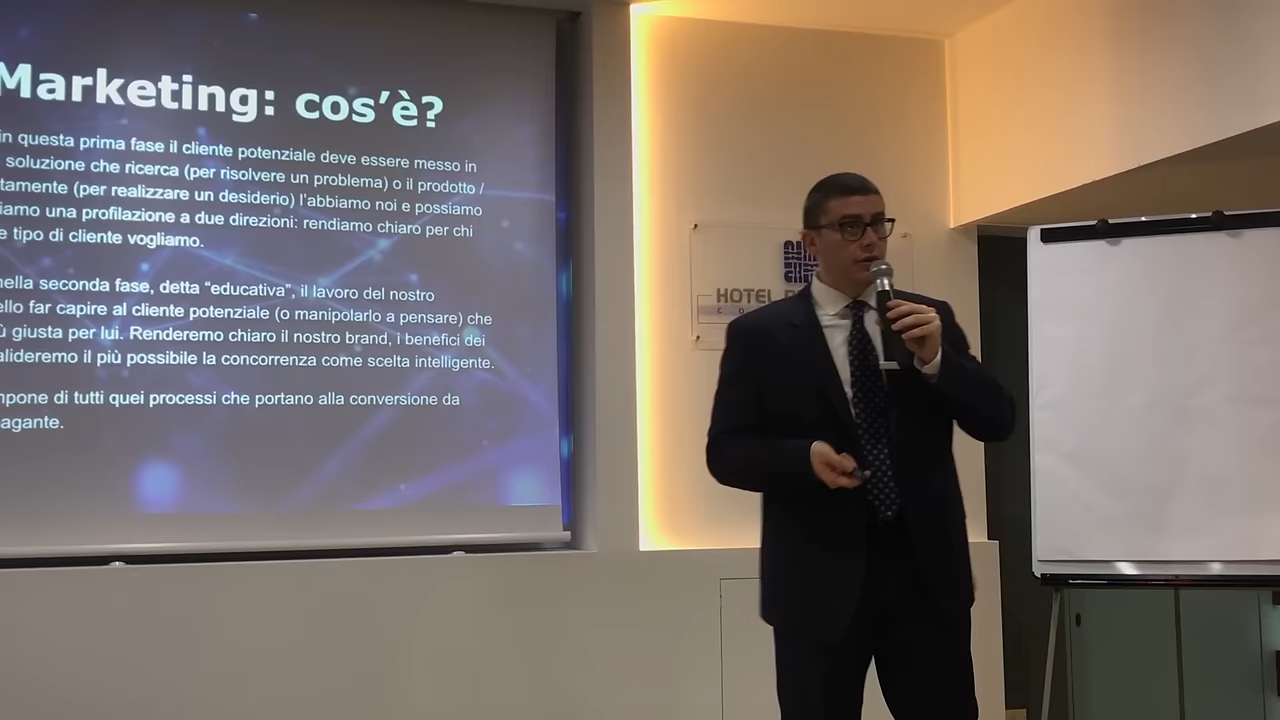 Marketing: cos'è?
in questa prima fase il cliente potenziale deve essere messo in
soluzione che ricerca (per risolvere un problema) o il prodotto /
tamente (per realizzare un desiderio) l'abbiamo noi e possiamo
iamo una profilazione a due direzioni: rendiamo chiaro per chi
e tipo di cliente vogliamo.
nella seconda fase, detta "educativa", il lavoro del nostro
ello far capire al cliente potenziale (o manipolarlo a pensare) che
ù giusta per lui. Renderemo chiaro il nostro brand, i benefici dei
alideremo il più possibile la concorrenza come scelta intelligente.
mpone di tutti quei processi che portano alla conversione da
agante.
HOTEL